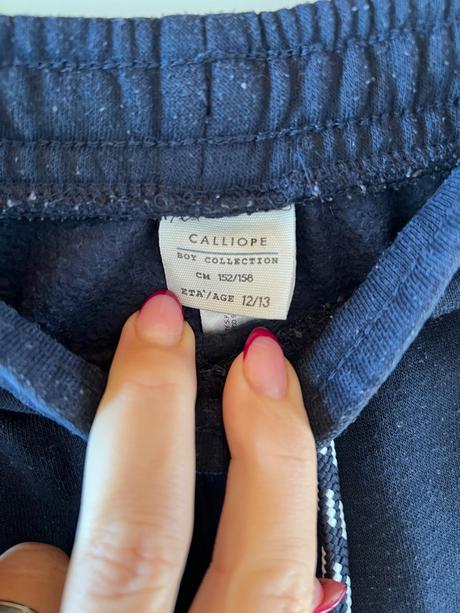 CALLIOPE
BOY COLLECTION
CM 152/158
ETA'/AGE 12/13